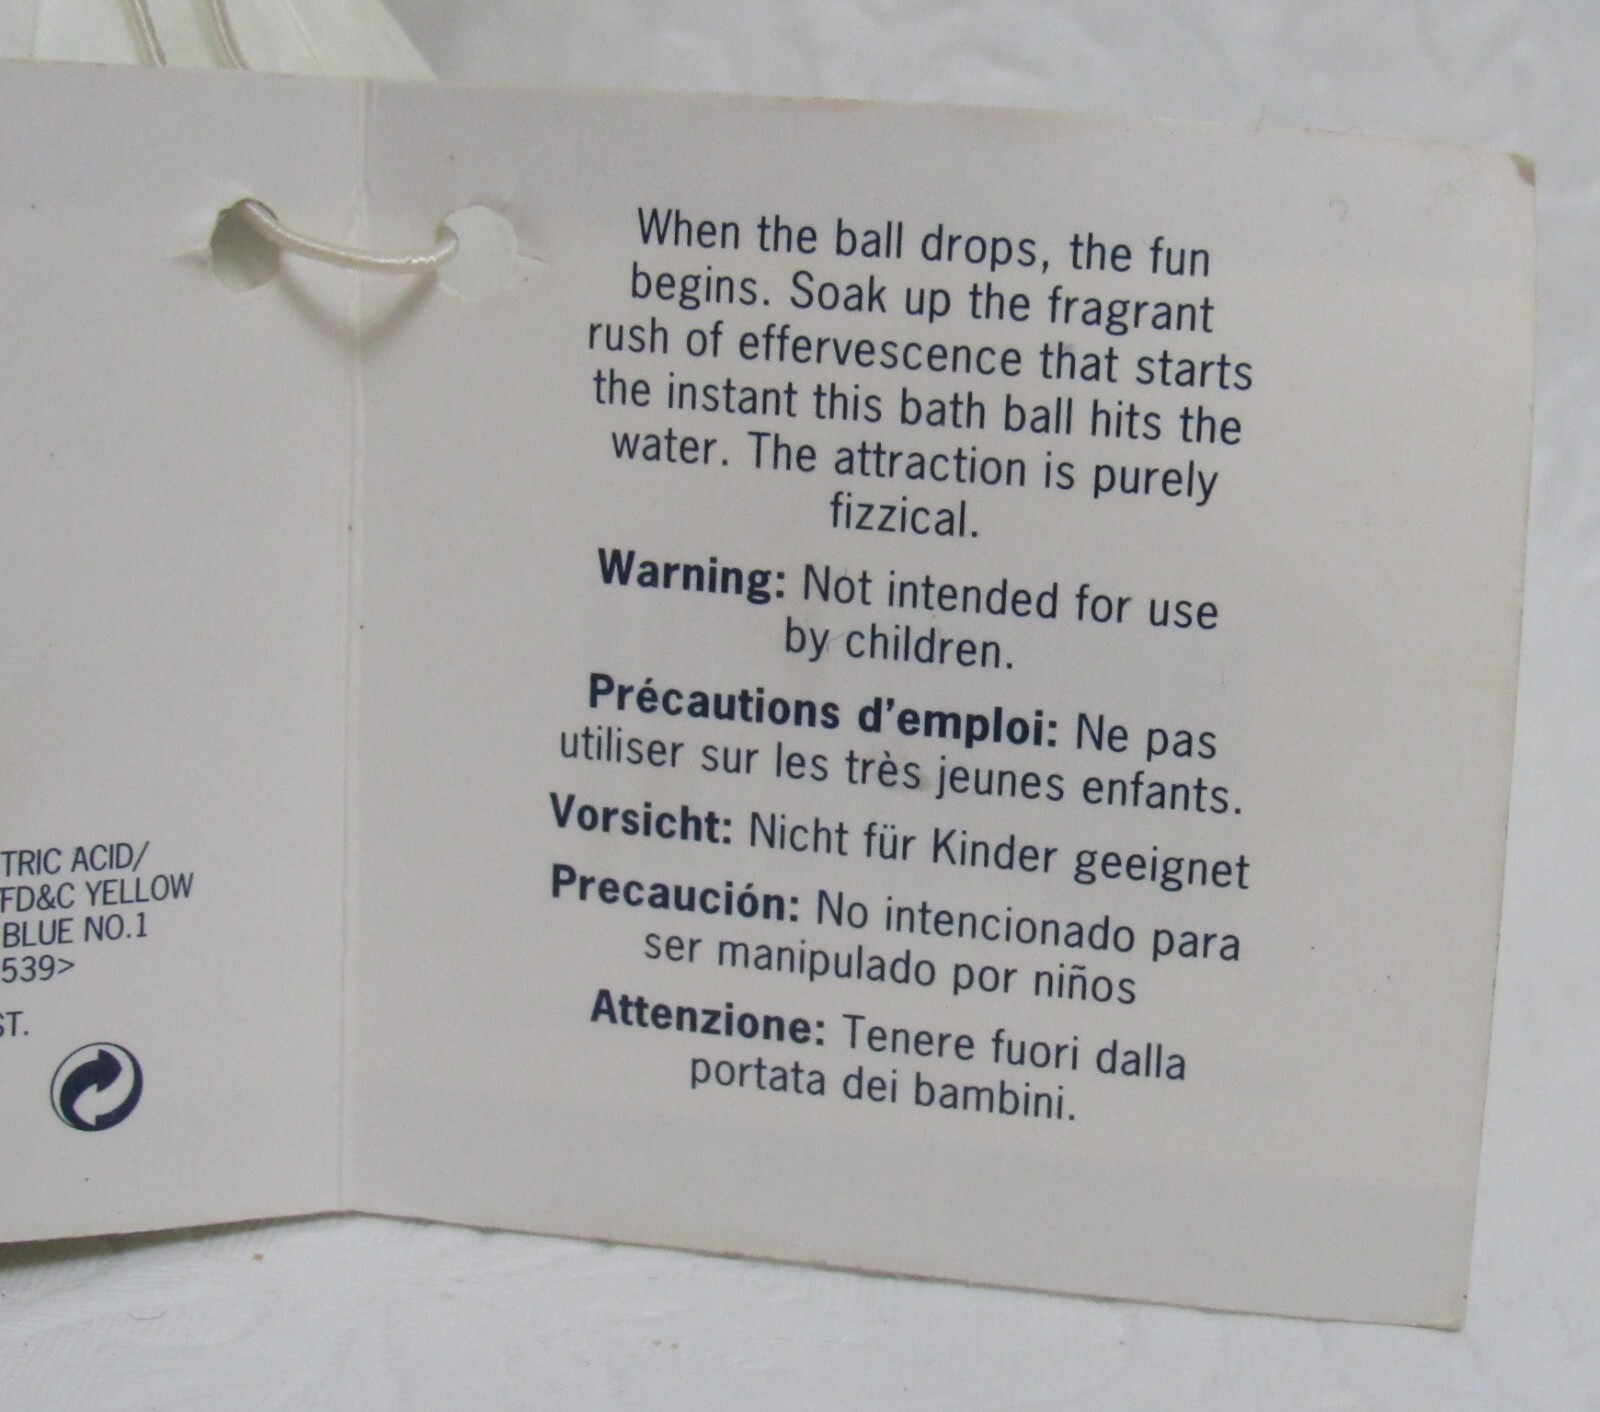 When the ball drops, the fun
begins. Soak up the fragrant
rush of effervescence that starts
the instant this bath ball hits the
water. The attraction is purely
fizzical.
Warning: Not intended for use
by children.
Précautions d'emploi: Ne pas
utiliser sur les très jeunes enfants.
Vorsicht: Nicht für Kinder geeignet
Precaución: No intencionado para
ser manipulado por niños
Attenzione: Tenere fuori dalla
portata dei bambini.
TRIC ACID/
FD&C YELLOW
BLUE NO.1
539>
ST.